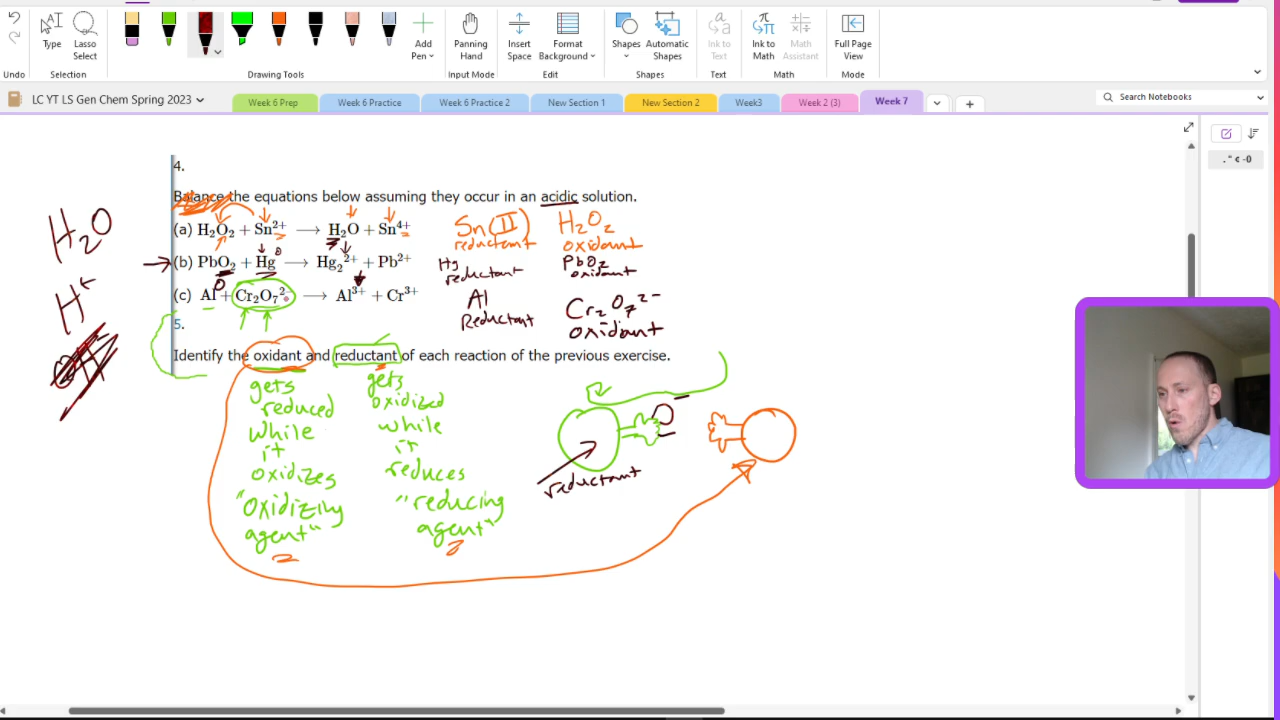 Undo
Type
Lasso
Select
Selection
Drawing Tools
Add
Pen
Panning
Hand
Input Mode
Insert
Space
Format
Background
Edit
Shapes
Automatic
Shapes
Shapes
Ink to
Text
Text
Ink to
Math
Math
Assistant
Math
Full Page
View
Mode
LC YT LS Gen Chem Spring 2023
Week 6 Prep
Week 6 Practice
Week 6 Practice 2
New Section 1
New Section 2
Week3
Week 2 (3)
Week 7
Search Notebooks
4.
Balance the equations below assuming they occur in an acidic solution.
(a) H₂O₂ + Sn²⁺ ⟶ H₂O + Sn⁴⁺
(b) PbO₂ + Hg⁰ ⟶ Hg₂²⁺ + Pb²⁺
(c) Al⁰ + Cr₂O₇²⁻ ⟶ Al³⁺ + Cr³⁺
Sn(II) H₂O₂
reductant oxidant
Hg PbO₂
reductant oxidant
Al Cr₂O₇²⁻
Reductant oxidant
H₂O
H⁺
5.
Identify the oxidant and reductant of each reaction of the previous exercise.
gets
reduced
while
it
oxidizes
"oxidizing
agent"
gets
oxidized
while
it
reduces
"reducing
agent"
reductant